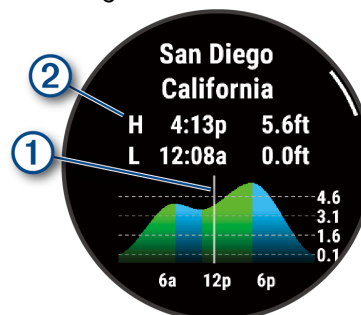 San Diego
California
2
H 4:13p 5.6ft
1
L 12:08a 0.0ft
4.6
3.1
1.6
0.1
6a 12p 6p